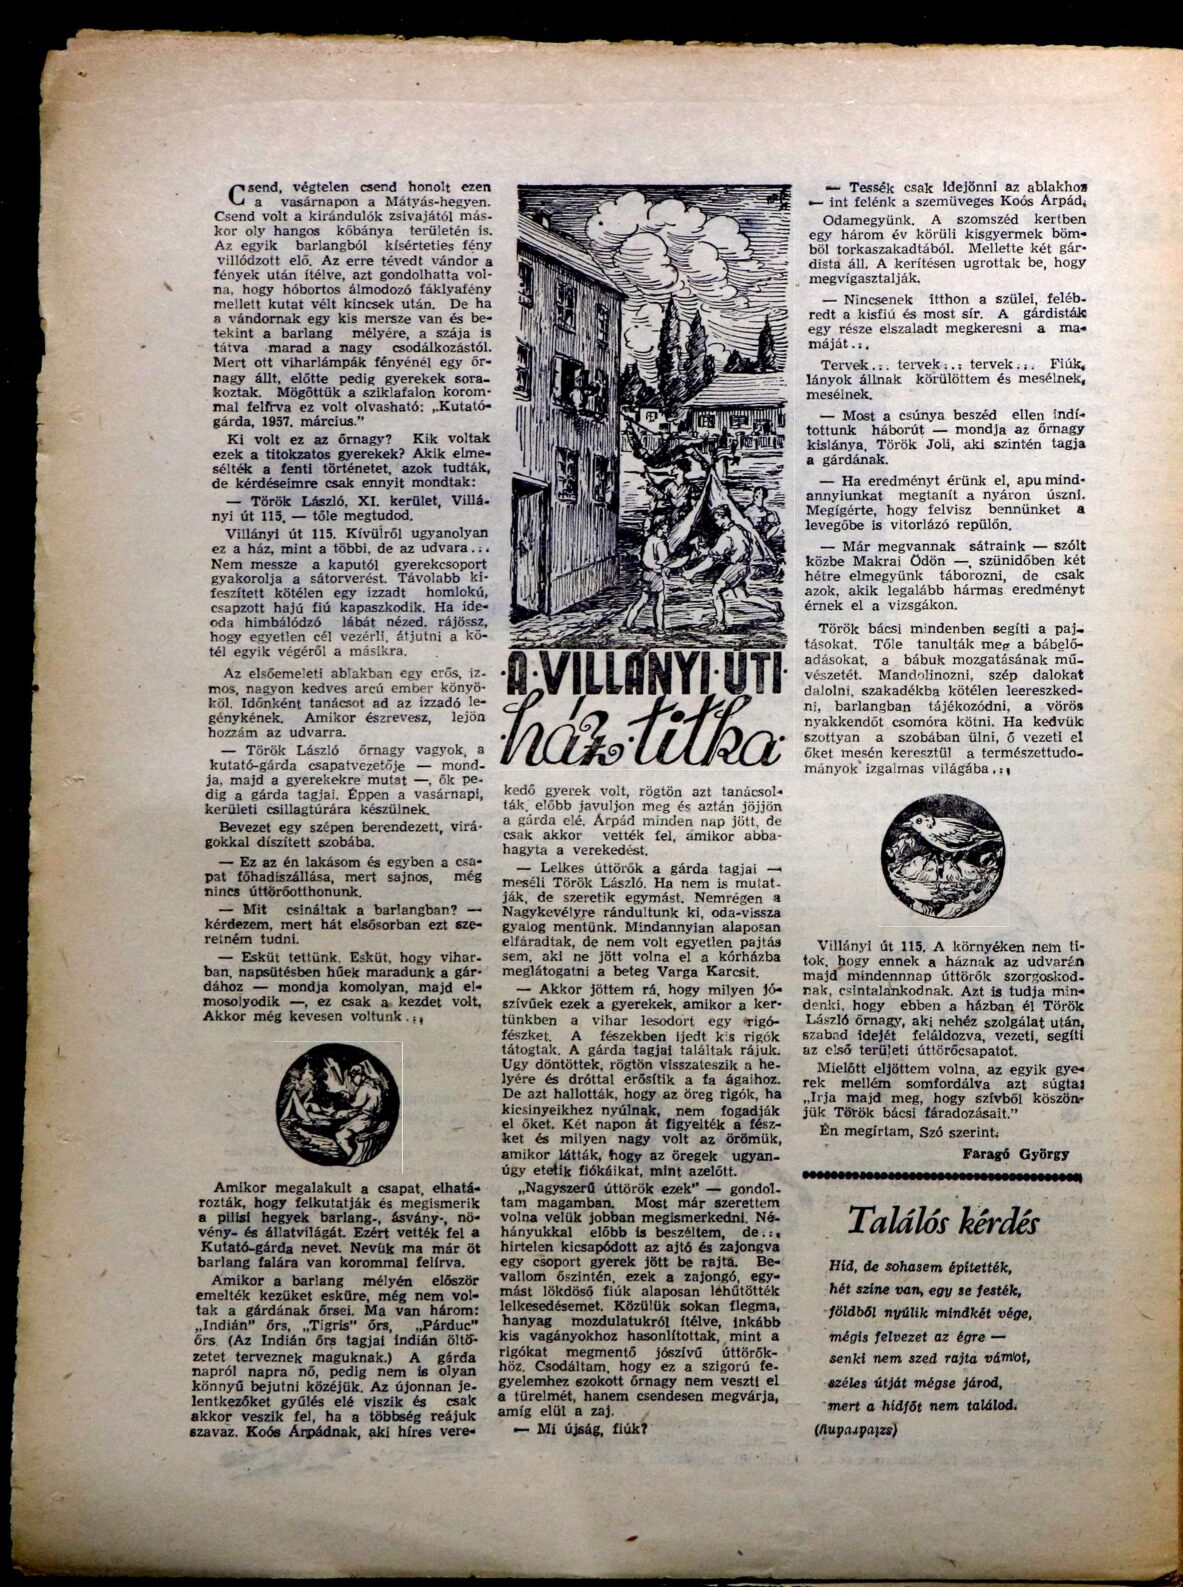 Csend, végtelen csend honolt ezen
a vasárnapon a Mátyás-hegyen.
Csend volt a kirándulók zsivajától más-
kor oly hangos kőbánya területén is.
Az egyik barlangból kísérteties fény
villódzott elő. Az erre tévedt vándor a
fények után ítélve, azt gondolhatta vol-
na, hogy hóbortos álmodozó fáklyafény
mellett kutat vélt kincsek után. De ha
a vándornak egy kis mersze van és be-
tekint a barlang mélyére, a szája is
tátva marad a nagy csodálkozástól.
Mert ott viharlámpák fényénél egy őr-
nagy állt, előtte pedig gyerekek sora-
koztak. Mögöttük a sziklafalon korom-
mal felírva ez volt olvasható: „Kutató-
gárda, 1957. március.”
Ki volt ez az őrnagy? Kik voltak
ezek a titokzatos gyerekek? Akik elme-
sélték a fenti történetet, azok tudták,
de kérdéseimre csak ennyit mondtak:
— Török László, XI. kerület, Villá-
nyi út 115. — tőle megtudod.
Villányi út 115. Kívülről ugyanolyan
ez a ház, mint a többi, de az udvara...
Nem messze a kaputól gyerekcsoport
gyakorolja a sátorverést. Távolabb ki-
feszített kötélen egy izzadt homlokú,
csapzott hajú fiú kapaszkodik. Ha ide-
oda himbálódzó lábát nézed, rájössz,
hogy egyetlen cél vezérli, átjutni a kö-
tél egyik végéről a másikra.
Az elsőemeleti ablakban egy erős, iz-
mos, nagyon kedves arcú ember könyö-
köl. Időnként tanácsot ad az izzadó le-
génykének. Amikor észrevesz, lejön
hozzám az udvarra.
— Török László őrnagy vagyok, a
kutató-gárda csapatvezetője — mond-
ja, majd a gyerekekre mutat —, ők pe-
dig a gárda tagjai. Éppen a vasárnapi,
kerületi csillagtúrára készülnek.
Bevezet egy szépen berendezett, virá-
gokkal díszített szobába.
— Ez az én lakásom és egyben a csa-
pat főhadiszállása, mert sajnos, még
nincs úttörőotthonunk.
— Mit csináltak a barlangban? —
kérdezem, mert hát elsősorban ezt sze-
retném tudni.
— Esküt tettünk. Esküt, hogy vihar-
ban, napsütésben hűek maradunk a gár-
dához — mondja komolyan, majd el-
mosolyodik —, ez csak a kezdet volt.
Akkor még kevesen voltunk...
Amikor megalakult a csapat, elhatá-
rozták, hogy felkutatják és megismerik
a pilisi hegyek barlang-, ásvány-, nö-
vény- és állatvilágát. Ezért vették fel a
Kutató-gárda nevet. Nevük ma már öt
barlang falára van korommal felírva.
Amikor a barlang mélyén először
emelték kezüket esküre, még nem vol-
tak a gárdának őrsei. Ma van három:
„Indián” őrs, „Tigris” őrs, „Párduc”
őrs. (Az Indián őrs tagjai indián öltö-
zetet terveznek maguknak.) A gárda
napról napra nő, pedig nem is olyan
könnyű bejutni közéjük. Az újonnan je-
lentkezőket gyűlés elé viszik és csak
akkor veszik fel, ha a többség reájuk
szavaz. Koós Árpádnak, aki híres vere-
A VILLÁNYI ÚTI
ház titka
kedő gyerek volt, rögtön azt tanácsol-
ták, előbb javuljon meg és aztán jöjjön
a gárda elé. Árpád minden nap jött, de
csak akkor vették fel, amikor abba-
hagyta a verekedést.
— Lelkes úttörők a gárda tagjai —
meséli Török László. Ha nem is mutat-
ják, de szeretik egymást. Nemrégen a
Nagykevélyre rándultunk ki, oda-vissza
gyalog mentünk. Mindannyian alaposan
elfáradtak, de nem volt egyetlen pajtás
sem, aki ne jött volna el a kórházba
meglátogatni a beteg Varga Karcsit.
— Akkor jöttem rá, hogy milyen jó-
szívűek ezek a gyerekek, amikor a ker-
tünkben a vihar lesodort egy rigó-
fészket. A fészekben ijedt kis rigók
tátogtak. A gárda tagjai találtak rájuk.
Úgy döntöttek, rögtön visszateszik a he-
lyére és dróttal erősítik a fa ágaihoz.
De azt hallották, hogy az öreg rigók, ha
kicsinyeikhez nyúlnak, nem fogadják
el őket. Két napon át figyelték a fész-
ket és milyen nagy volt az örömük,
amikor látták, hogy az öregek ugyan-
úgy etetik fiókáikat, mint azelőtt.
„Nagyszerű úttörők ezek” — gondol-
tam magamban. Most már szerettem
volna velük jobban megismerkedni. Né-
hányukkal előbb is beszéltem, de...
hirtelen kicsapódott az ajtó és zajongva
egy csoport gyerek jött be rajta. Be-
vallom őszintén, ezek a zajongó, egy-
mást lökdöső fiúk alaposan lehűtötték
lelkesedésemet. Közülük sokan flegma,
hanyag mozdulatukról ítélve, inkább
kis vagányokhoz hasonlítottak, mint a
rigókat megmentő jószívű úttörők-
höz. Csodáltam, hogy ez a szigorú fe-
gyelemhez szokott őrnagy nem veszti el
a türelmét, hanem csendesen megvárja,
amíg elül a zaj.
— Mi újság, fiúk?
— Tessék csak idejönni az ablakhoz
— int felénk a szemüveges Koós Árpád.
Odamegyünk. A szomszéd kertben
egy három év körüli kisgyermek böm-
böl torkaszakadtából. Mellette két gár-
dista áll. A kerítésen ugrottak be, hogy
megvígasztalják.
— Nincsenek itthon a szülei, feléb-
redt a kisfiú és most sír. A gárdisták
egy része elszaladt megkeresni a ma-
máját...
Tervek... tervek... tervek... Fiúk,
lányok állnak körülöttem és mesélnek,
mesélnek.
— Most a csúnya beszéd ellen indí-
tottunk háborút — mondja az őrnagy
kislánya, Török Joli, aki szintén tagja
a gárdának.
— Ha eredményt érünk el, apu mind-
annyiunkat megtanít a nyáron úszni.
Megígérte, hogy felvisz bennünket a
levegőbe is vitorlázó repülőn.
— Már megvannak sátraink — szólt
közbe Makrai Ödön —, szünidőben két
hétre elmegyünk táborozni, de csak
azok, akik legalább hármas eredményt
érnek el a vizsgákon.
Török bácsi mindenben segíti a paj-
tásokat. Tőle tanulták meg a bábelő-
adásokat, a bábuk mozgatásának mű-
vészetét. Mandolinozni, szép dalokat
dalolni, szakadékba kötélen leereszked-
ni, barlangban tájékozódni, a vörös
nyakkendőt csomóra kötni. Ha kedvük
szottyan a szobában ülni, ő vezeti el
őket mesén keresztül a természettudo-
mányok izgalmas világába...
Villányi út 115. A környéken nem ti-
tok, hogy ennek a háznak az udvarán
majd mindennnap úttörők szorgoskod-
nak, csintalankodnak. Azt is tudja min-
denki, hogy ebben a házban él Török
László őrnagy, aki nehéz szolgálat után,
szabad idejét feláldozva, vezeti, segíti
az első területi úttörőcsapatot.
Mielőtt eljöttem volna, az egyik gye-
rek mellém somfordálva azt súgta:
„Írja majd meg, hogy szívből köszön-
jük Török bácsi fáradozásait.”
Én megírtam. Szó szerint.
Faragó György
Találós kérdés
Híd, de sohasem építették,
hét színe van, egy se festék,
földből nyúlik mindkét vége,
mégis felvezet az égre —
senki nem szed rajta vámot,
széles útját mégse járod,
mert a hídfőt nem találod.
(szivárvány)